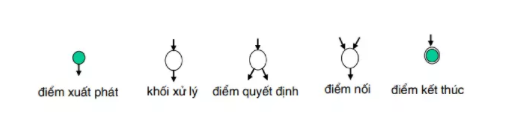 điểm xuất phát khối xử lý điểm quyết định điểm nối điểm kết thúc